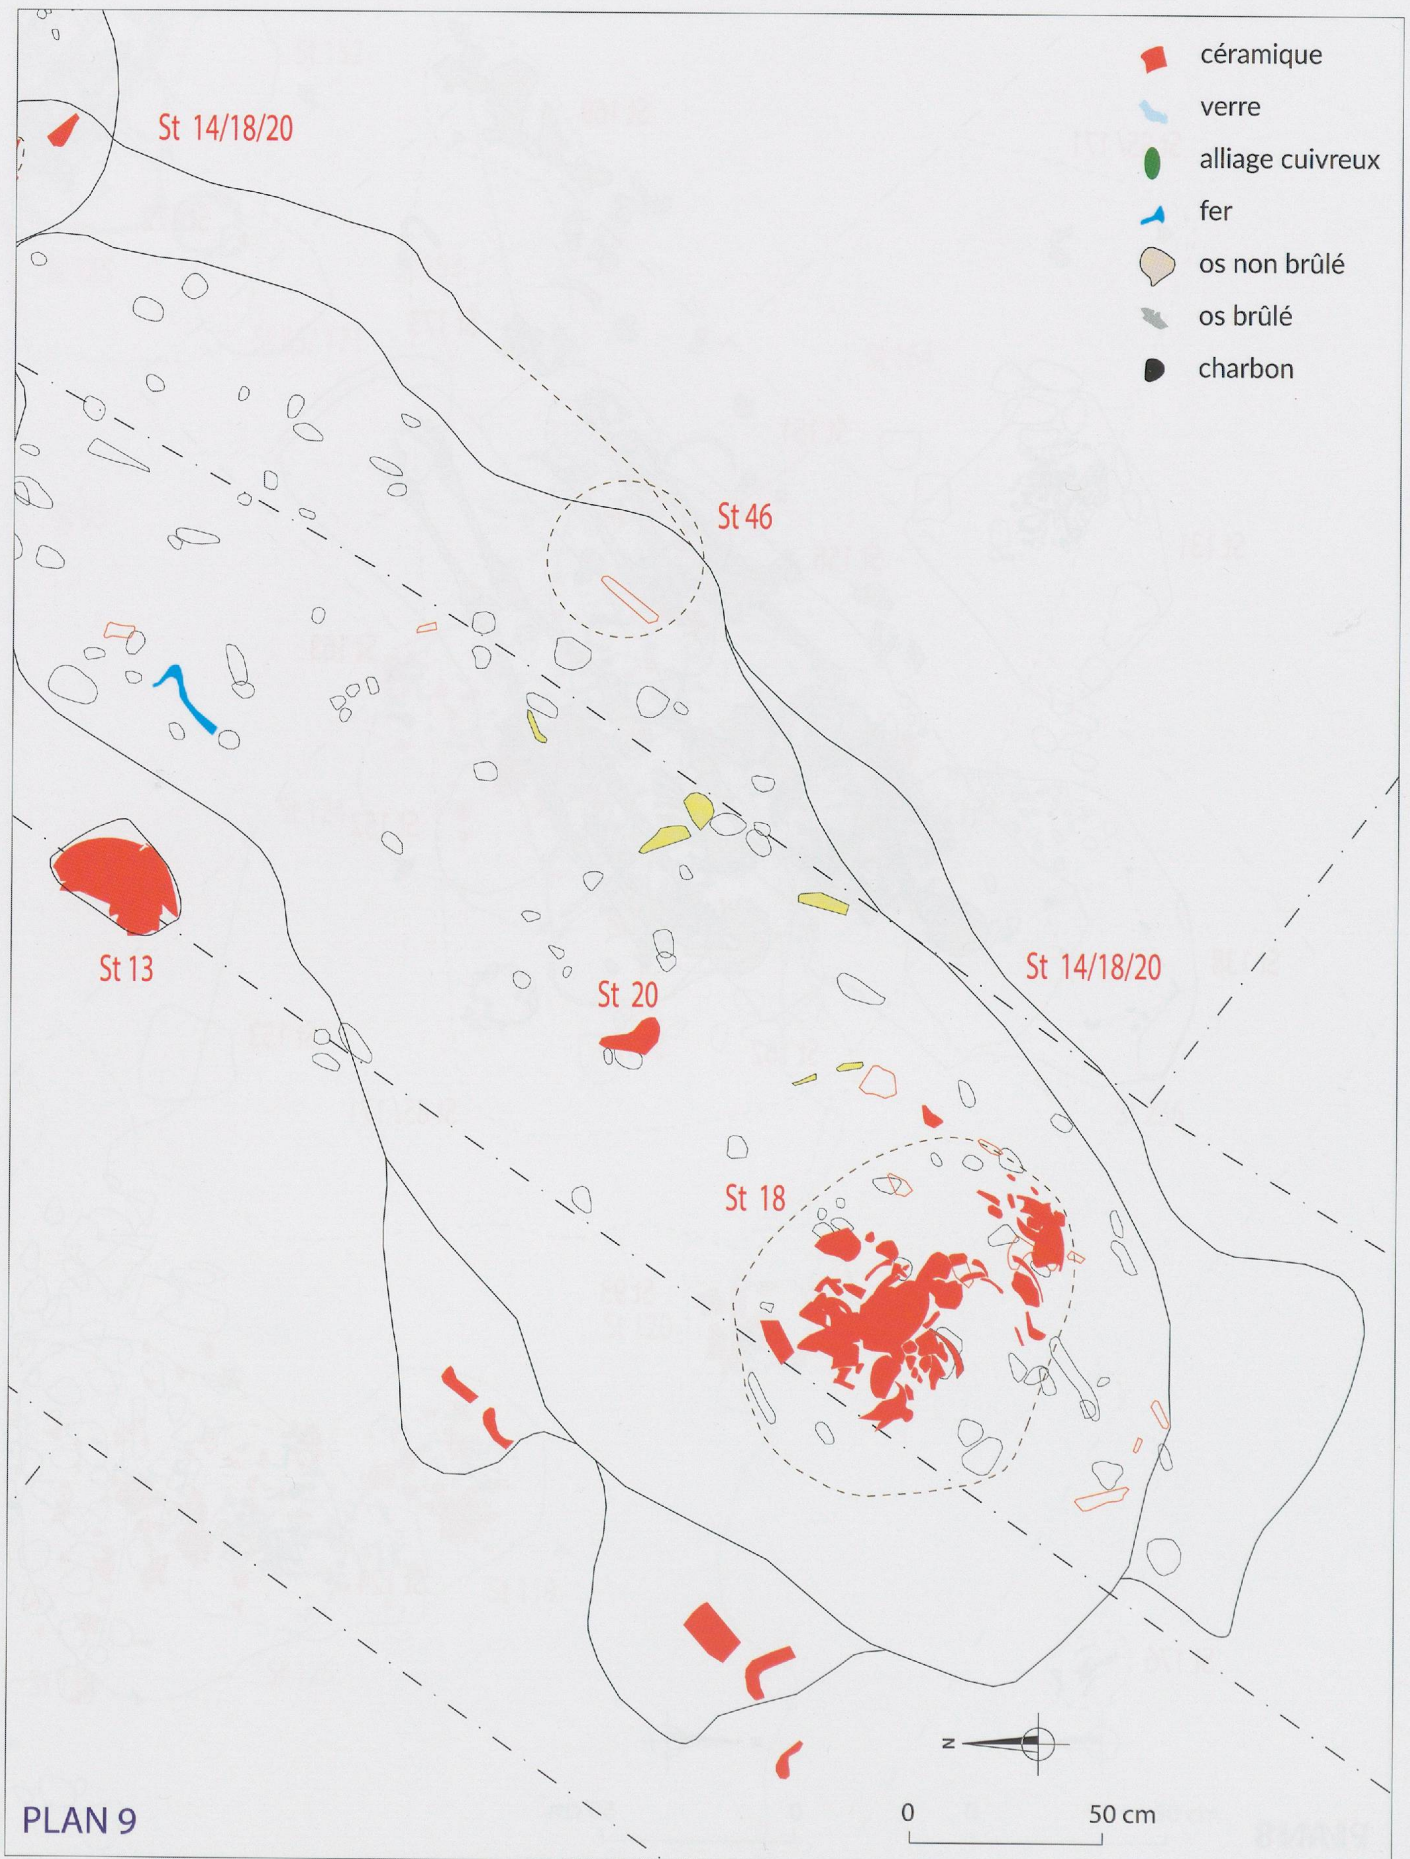 céramique
verre
alliage cuivreux
fer
os non brûlé
os brûlé
charbon
St 14/18/20
St 46
St 13
St 20
St 14/18/20
St 18
N
0 50 cm
PLAN 9